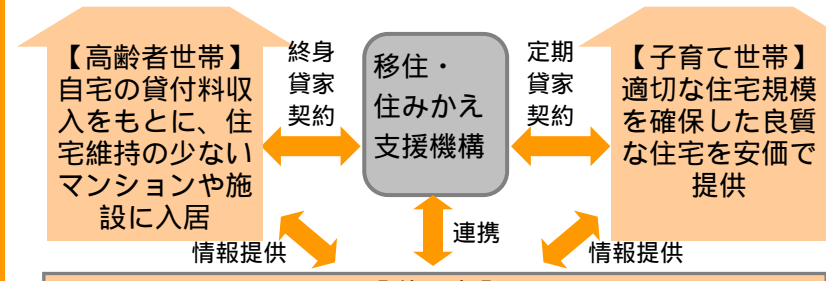 【高齢者世帯】
自宅の貸付料収
入をもとに、住
宅維持の少ない
マンションや施
設に入居
終身
貸家
契約
移住・
住みかえ
支援機構
定期
貸家
契約
【子育て世帯】
適切な住宅規模
を確保した良質
な住宅を安価で
提供
情報提供
連携
情報提供